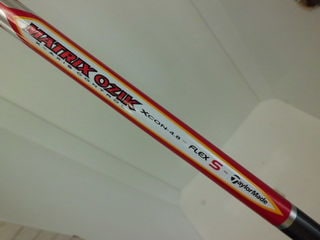 MATRIX OZIK
XCON-4.8 - FLEX S - TaylorMade